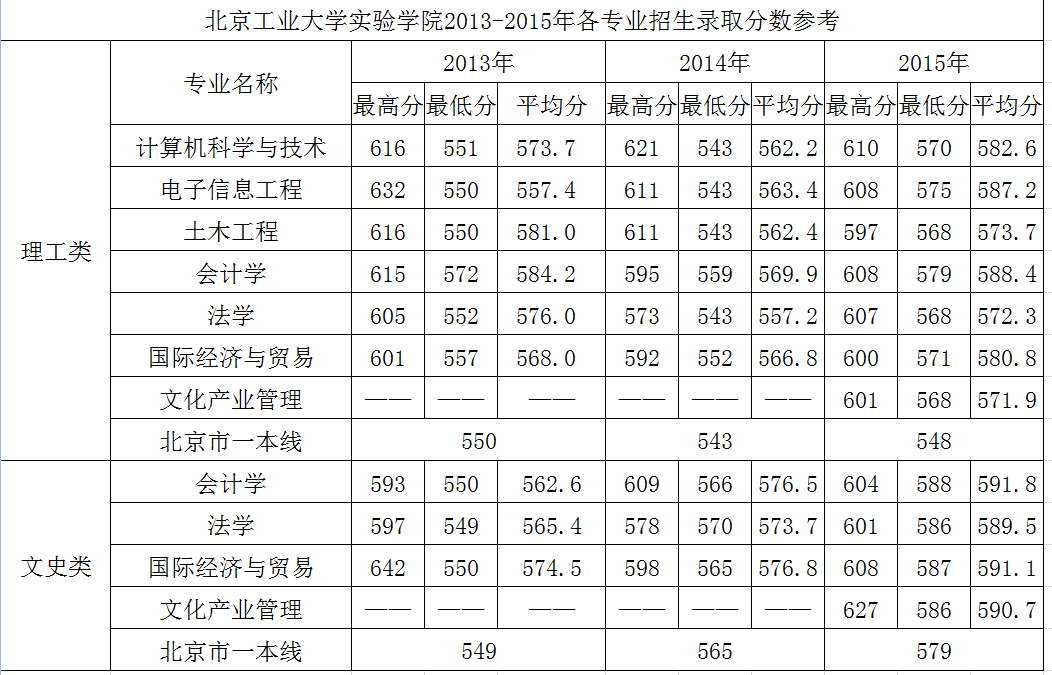 北京工业大学实验学院2013-2015年各专业招生录取分数参考
专业名称 2013年 2014年 2015年
最高分 最低分 平均分 最高分 最低分 平均分 最高分 最低分 平均分
理工类
计算机科学与技术 616 551 573.7 621 543 562.2 610 570 582.6
电子信息工程 632 550 557.4 611 543 563.4 608 575 587.2
土木工程 616 550 581.0 611 543 562.4 597 568 573.7
会计学 615 572 584.2 595 559 569.9 608 579 588.4
法学 605 552 576.0 573 543 557.2 607 568 572.3
国际经济与贸易 601 557 568.0 592 552 566.8 600 571 580.8
文化产业管理 —— —— —— —— —— —— 601 568 571.9
北京市一本线 550 543 548
文史类
会计学 593 550 562.6 609 566 576.5 604 588 591.8
法学 597 549 565.4 578 570 573.7 601 586 589.5
国际经济与贸易 642 550 574.5 598 565 576.8 608 587 591.1
文化产业管理 —— —— —— —— —— —— 627 586 590.7
北京市一本线 549 565 579